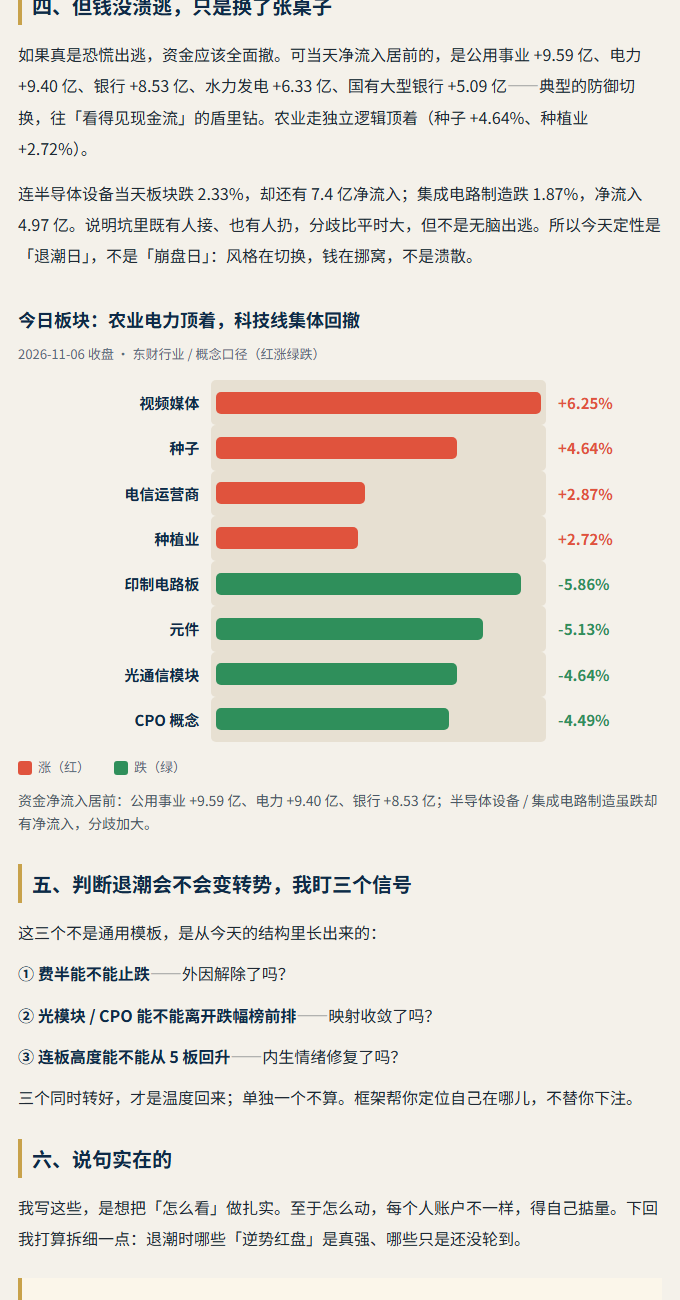 四、但钱没溃逃，只是换了张桌子
如果真是恐慌出逃，资金应该全面撤。可当天净流入居前的，是公用事业 +9.59 亿、电力
+9.40 亿、银行 +8.53 亿、水力发电 +6.33 亿、国有大型银行 +5.09 亿——典型的防御切
换，往「看得见现金流」的盾里钻。农业走独立逻辑顶着（种子 +4.64%、种植业
+2.72%）。
连半导体设备当天板块跌 2.33%，却还有 7.4 亿净流入；集成电路制造跌 1.87%，净流入
4.97 亿。说明坑里既有人接、也有人扔，分歧比平时大，但不是无脑出逃。所以今天定性是
「退潮日」，不是「崩盘日」：风格在切换，钱在挪窝，不是溃散。
今日板块：农业电力顶着，科技线集体回撤
2026-11-06 收盘 · 东财行业 / 概念口径（红涨绿跌）
视频媒体 +6.25%
种子 +4.64%
电信运营商 +2.87%
种植业 +2.72%
印制电路板 -5.86%
元件 -5.13%
光通信模块 -4.64%
CPO 概念 -4.49%
涨（红） 跌（绿）
资金净流入居前：公用事业 +9.59 亿、电力 +9.40 亿、银行 +8.53 亿；半导体设备 / 集成电路制造虽跌却
有净流入，分歧加大。
五、判断退潮会不会变转势，我盯三个信号
这三个不是通用模板，是从今天的结构里长出来的：
① 费半能不能止跌——外因解除了吗？
② 光模块 / CPO 能不能离开跌幅榜前排——映射收敛了吗？
③ 连板高度能不能从 5 板回升——内生情绪修复了吗？
三个同时转好，才是温度回来；单独一个不算。框架帮你定位自己在哪儿，不替你下注。
六、说句实在的
我写这些，是想把「怎么看」做扎实。至于怎么动，每个人账户不一样，得自己掂量。下回
我打算拆细一点：退潮时哪些「逆势红盘」是真强、哪些只是还没轮到。